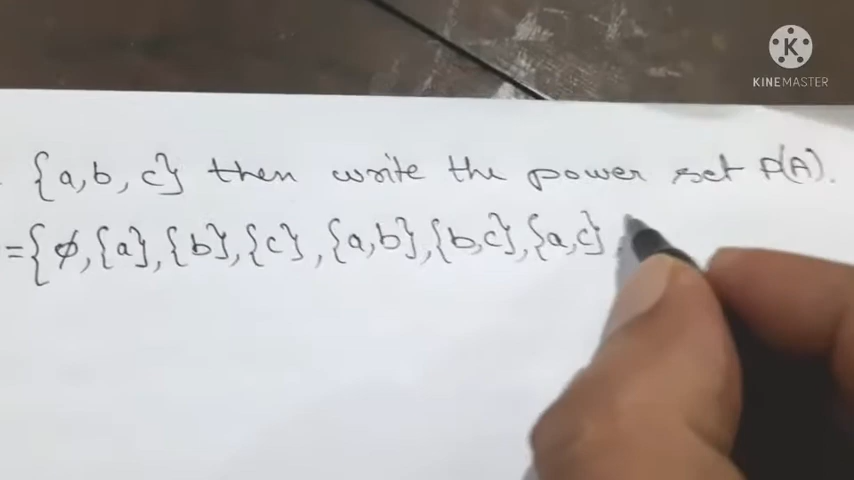 KINEMASTER
{a, b, c} then write the power set P(A).
={φ, {a}, {b}, {c}, {a, b}, {b, c}, {a, c},